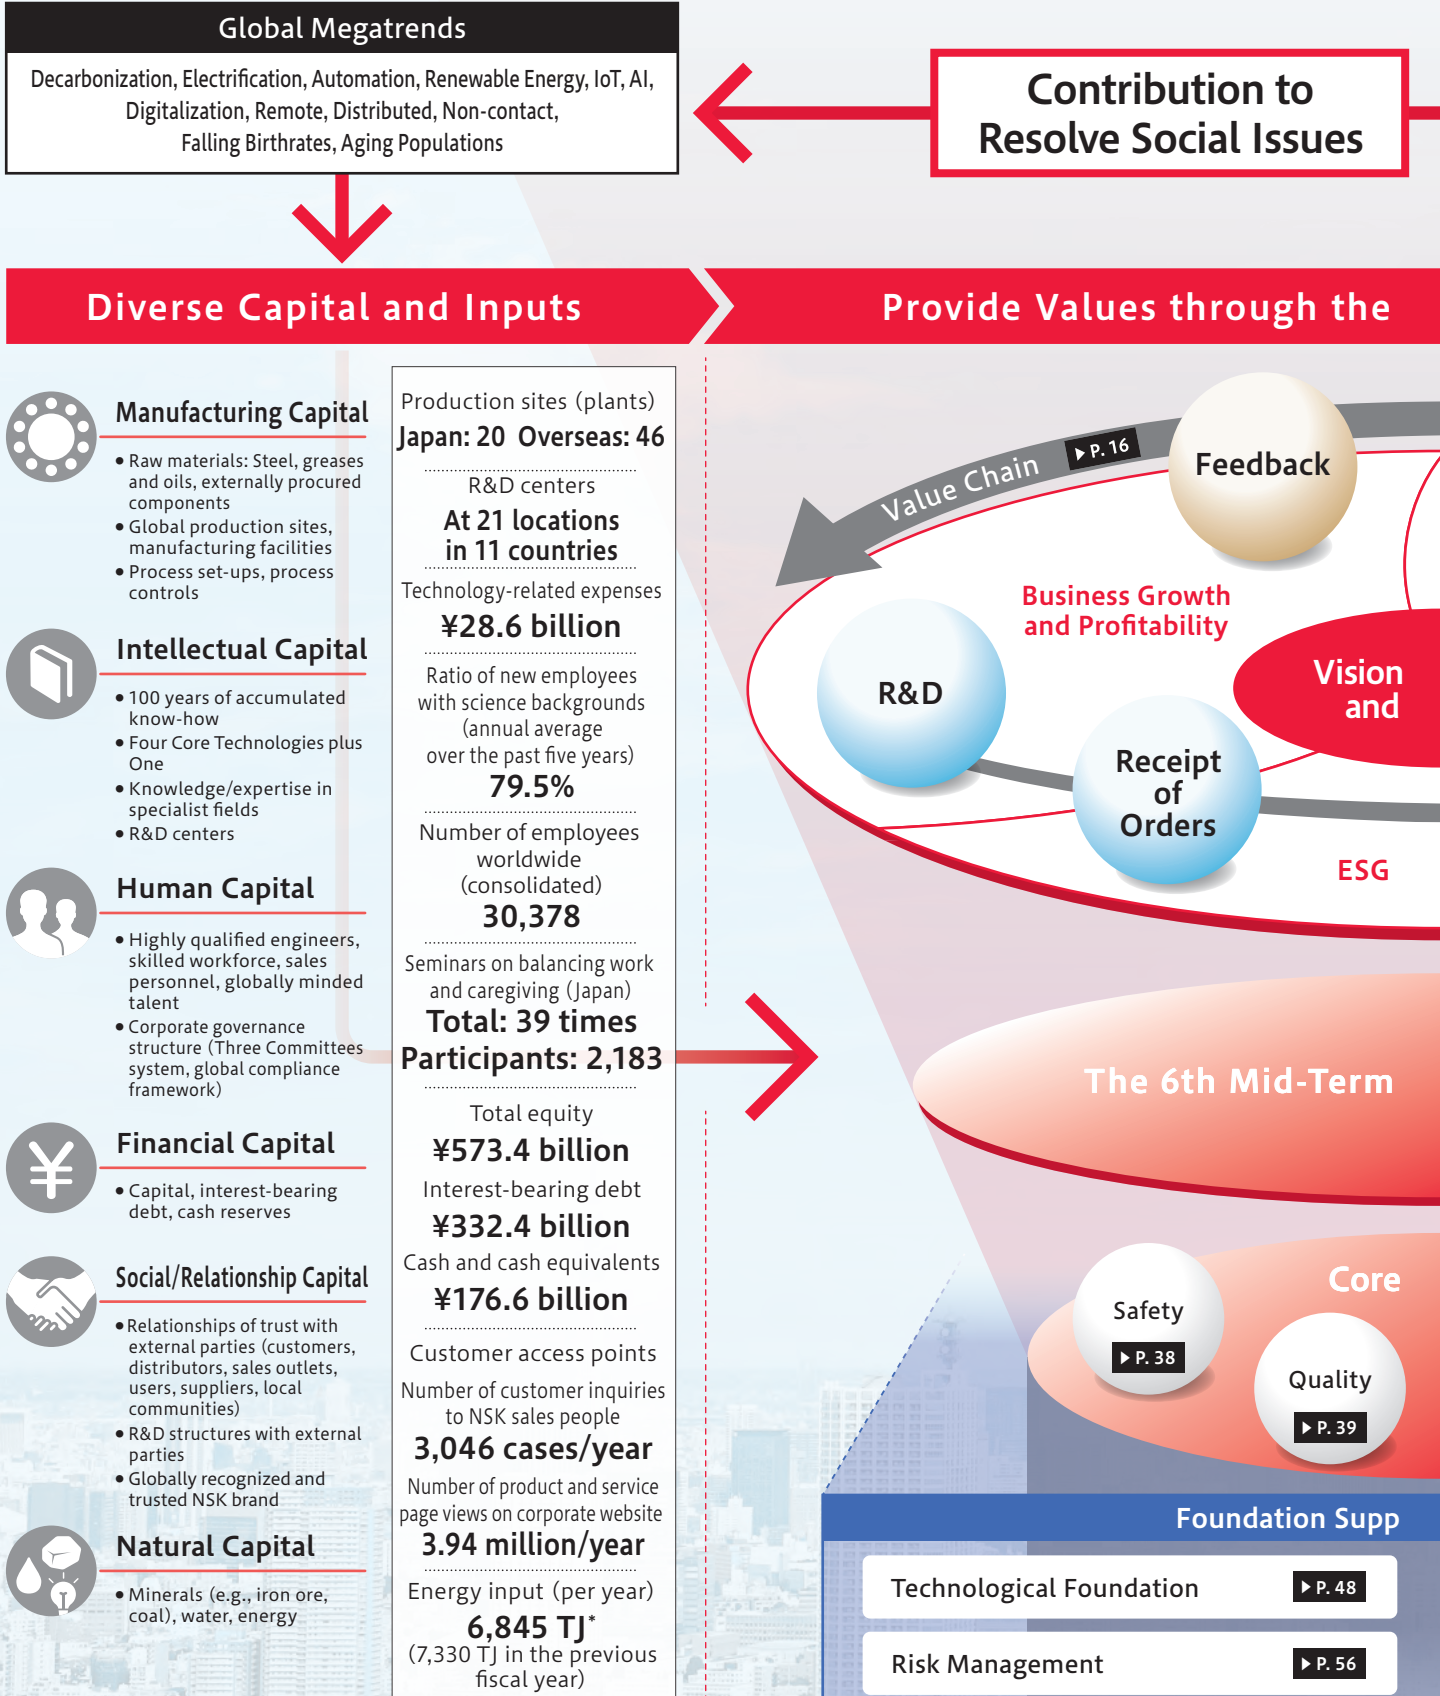 Global Megatrends
Decarbonization, Electrification, Automation, Renewable Energy, IoT, AI,
Digitalization, Remote, Distributed, Non-contact,
Falling Birthrates, Aging Populations
Contribution to
Resolve Social Issues
Diverse Capital and Inputs
Provide Values through the
Manufacturing Capital
• Raw materials: Steel, greases
and oils, externally procured
components
• Global production sites,
manufacturing facilities
• Process set-ups, process
controls
Intellectual Capital
• 100 years of accumulated
know-how
• Four Core Technologies plus
One
• Knowledge/expertise in
specialist fields
• R&D centers
Human Capital
• Highly qualified engineers,
skilled workforce, sales
personnel, globally minded
talent
• Corporate governance
structure (Three Committees
system, global compliance
framework)
Financial Capital
¥
• Capital, interest-bearing
debt, cash reserves
Social/Relationship Capital
• Relationships of trust with
external parties (customers,
distributors, sales outlets,
users, suppliers, local
communities)
• R&D structures with external
parties
• Globally recognized and
trusted NSK brand
Natural Capital
• Minerals (e.g., iron ore,
coal), water, energy
Production sites (plants)
Japan: 20 Overseas: 46
R&D centers
At 21 locations
in 11 countries
Technology-related expenses
¥28.6 billion
Ratio of new employees
with science backgrounds
(annual average
over the past five years)
79.5%
Number of employees
worldwide
(consolidated)
30,378
Seminars on balancing work
and caregiving (Japan)
Total: 39 times
Participants: 2,183
Total equity
¥573.4 billion
Interest-bearing debt
¥332.4 billion
Cash and cash equivalents
¥176.6 billion
Customer access points
Number of customer inquiries
to NSK sales people
3,046 cases/year
Number of product and service
page views on corporate website
3.94 million/year
Energy input (per year)
6,845 TJ*
(7,330 TJ in the previous
fiscal year)
Value Chain ▶ P. 16
Feedback
Business Growth
and Profitability
R&D
Vision
and
Receipt
of
Orders
ESG
The 6th Mid-Term
Core
Safety
▶ P. 38
Quality
▶ P. 39
Foundation Supp
Technological Foundation ▶ P. 48
Risk Management ▶ P. 56